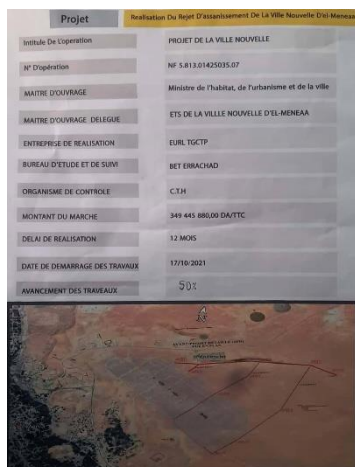 Projet Realisation Du Rejet D'assanissement De La Ville Nouvelle D'el-Meneaa
Intitule De L'operation PROJET DE LA VILLE NOUVELLE
N° D'opération NF 5.813.01425035.07
MAITRE D'OUVRAGE Ministre de l'habitat, de l'urbanisme et de la ville
MAITRE D'OUVRAGE DELEGUE ETS DE LA VILLLE NOUVELLE D'EL-MENEAA
ENTREPRISE DE REALISATION EURL TGCTP
BUREAU D'ETUDE ET DE SUIVI BET ERRACHAD
ORGANISME DE CONTROLE C.T.H
MONTANT DU MARCHE 349 445 880,00 DA/TTC
DELAI DE REALISATION 12 MOIS
DATE DE DEMARRAGE DES TRAVAUX 17/10/2021
AVANCEMENT DES TRAVEAUX 50%